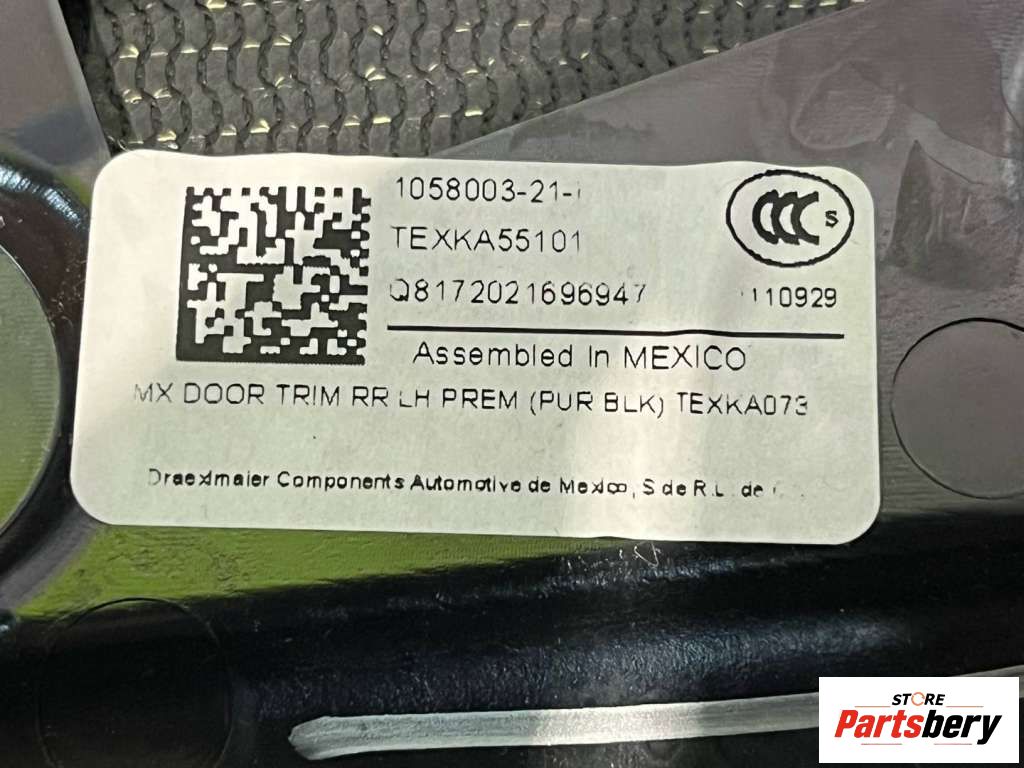 1058003-21-
TEXKA55101
Q8172021696947
110929
CCC S
Assembled In MEXICO
MX DOOR TRIM RR LH PREM (PUR BLK) TEXKA073
Draexlmaier Components Automotive de Mexico, S de R.L. de
STORE
Partsbery